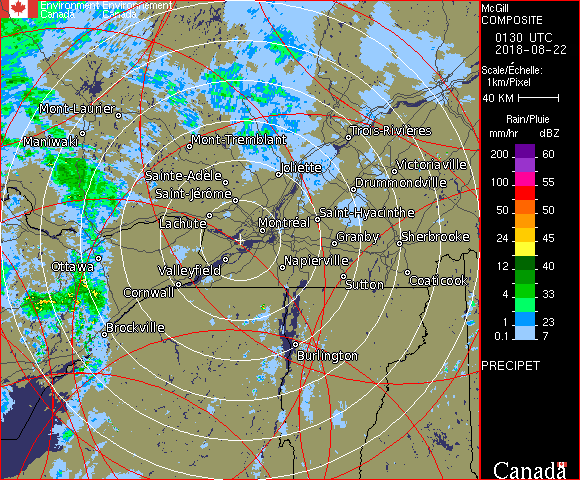 Environment Environnement
Canada Canada
Mont-Laurier
Maniwaki
Mont-Tremblant
Trois-Rivières
Joliette
Victoriaville
Sainte-Adèle
Drummondville
Saint-Jérôme
Lachute
Montréal
Saint-Hyacinthe
Granby
Sherbrooke
Ottawa
Valleyfield
Napierville
Cornwall
Sutton
Coaticook
Brockville
Burlington
McGill
COMPOSITE
0130 UTC
2018-08-22
Scale/Échelle:
1km/Pixel
40 KM
Rain/Pluie
mm/hr dBZ
200 60
100 55
50 50
24 45
12 40
4 33
1 23
0.1 7
PRECIPET
Canada